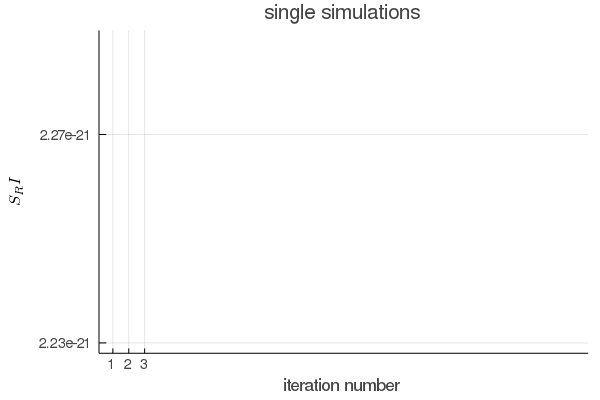 single simulations
2.27e-21
S_R I
2.23e-21
1 2 3
iteration number